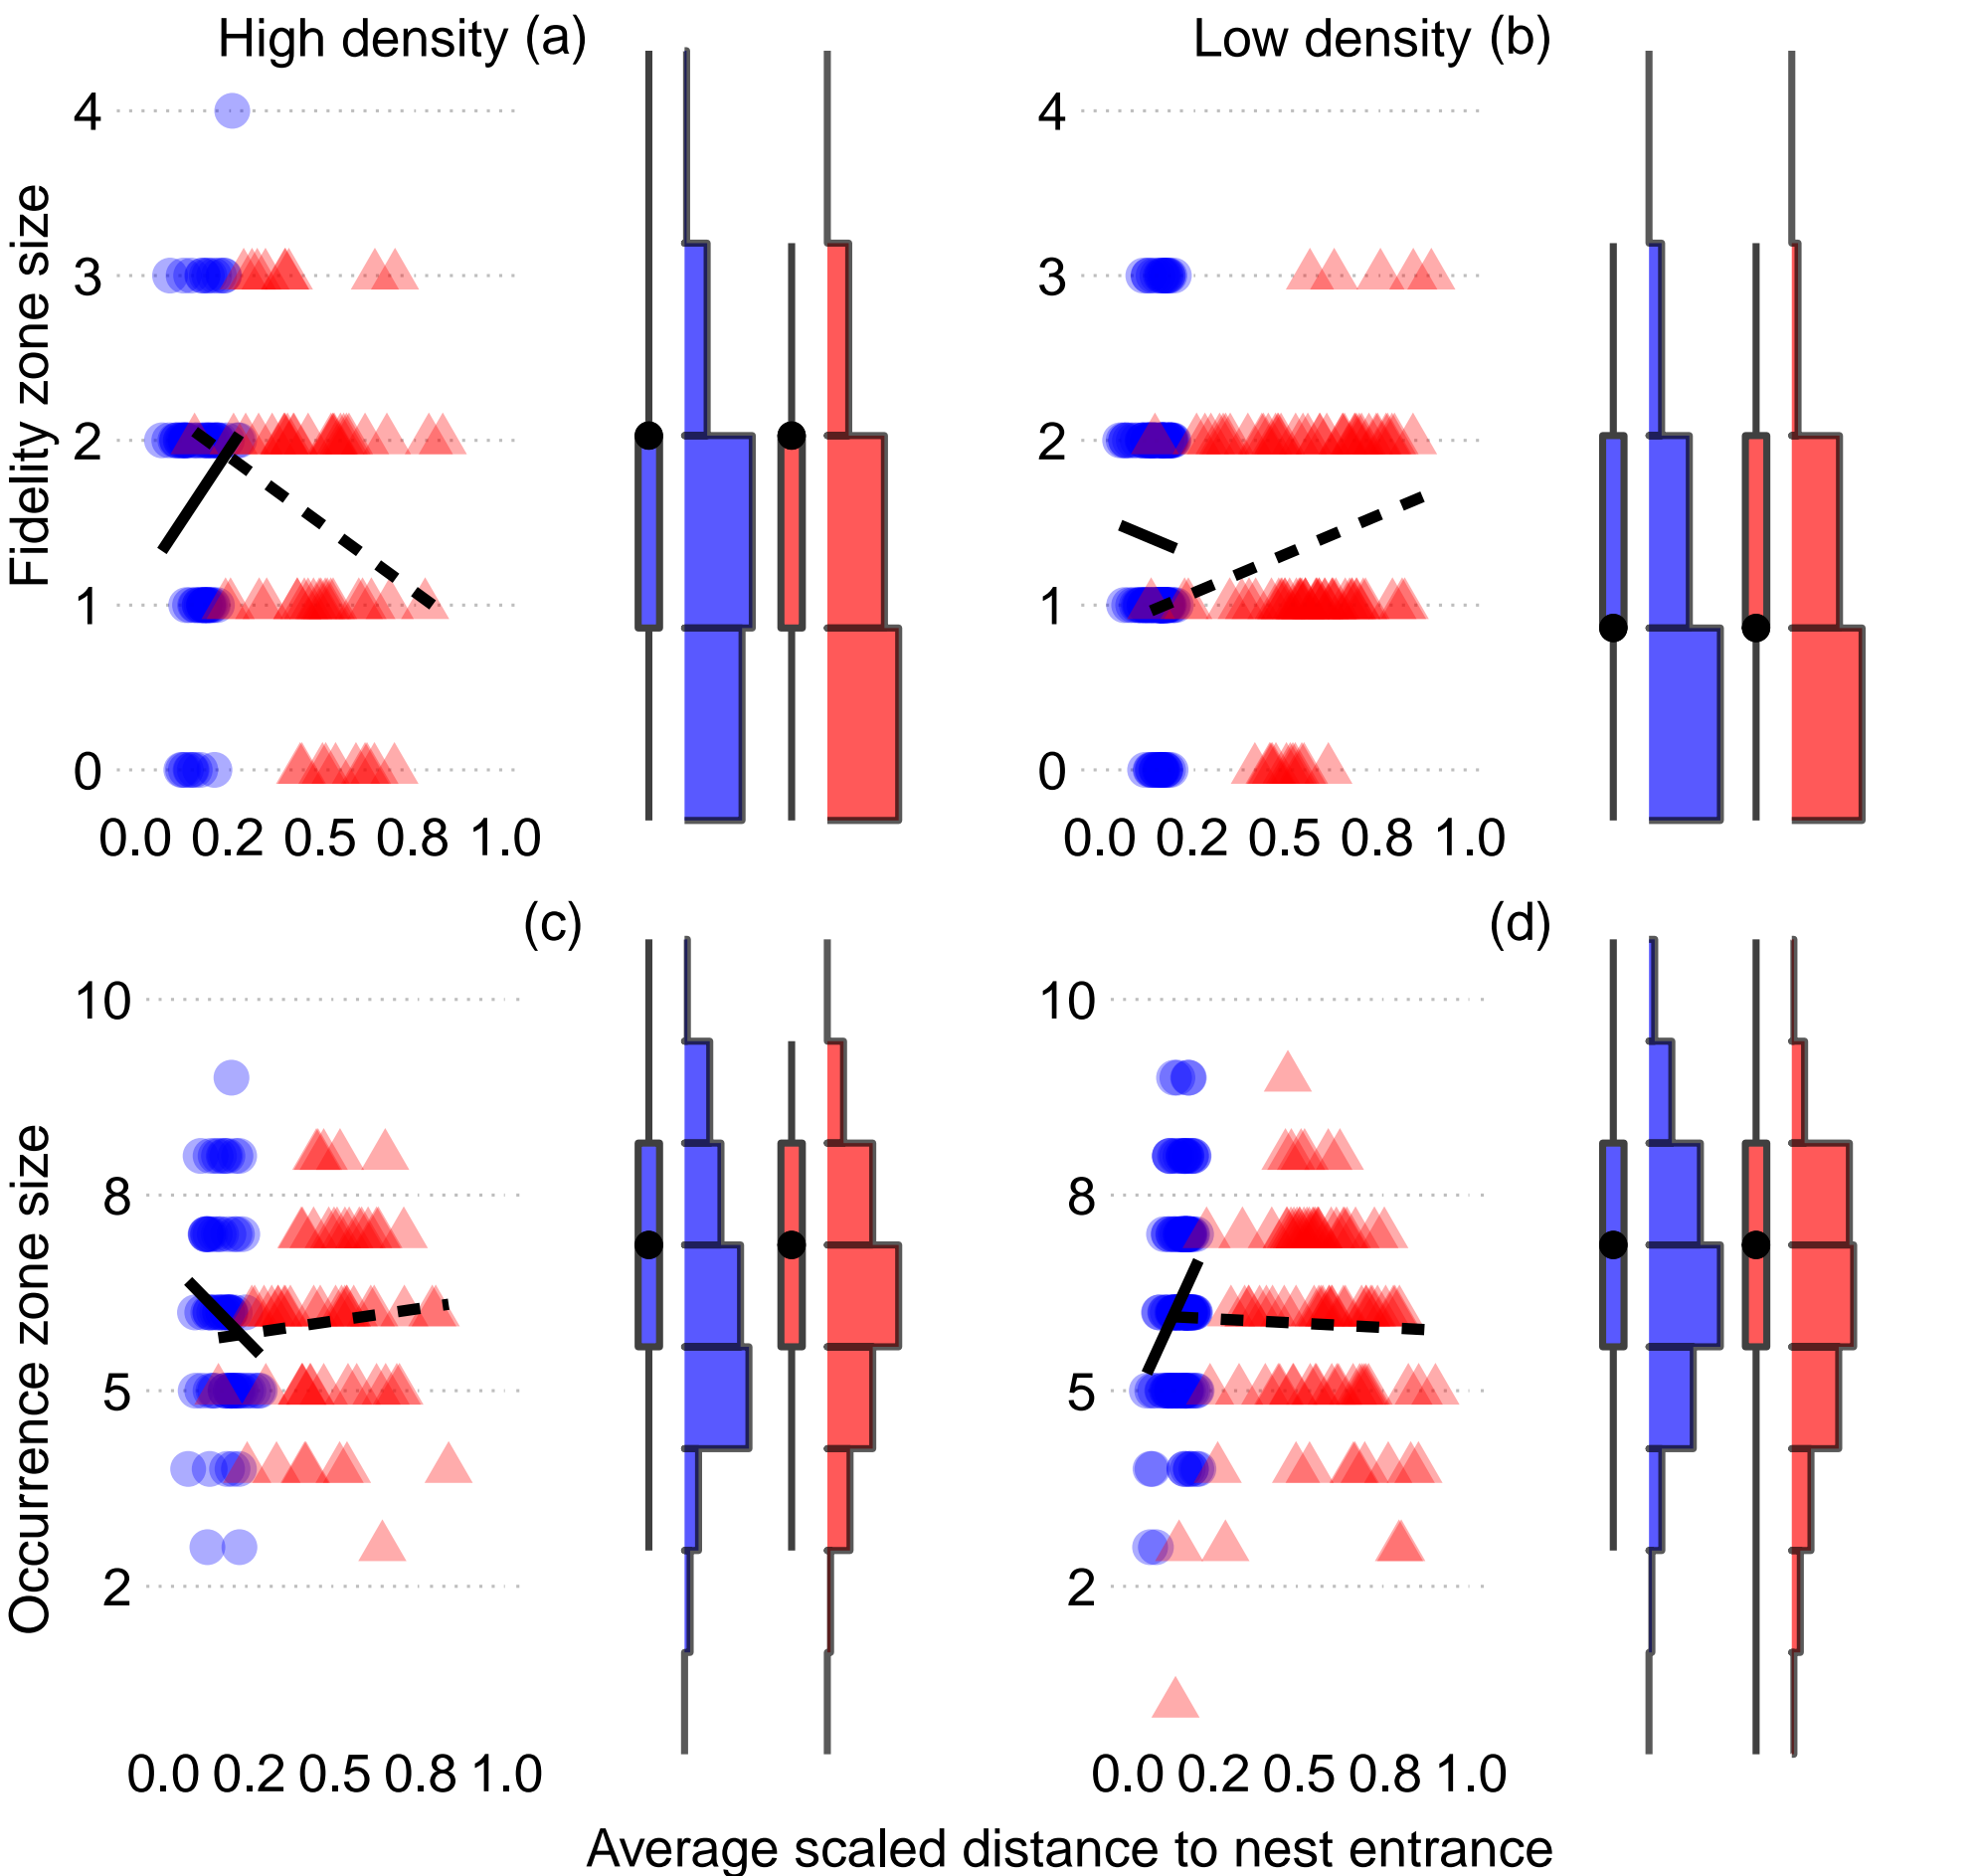 High density (a)
Low density (b)
Fidelity zone size
4
3
2
1
0
0.0 0.2 0.5 0.8 1.0
4
3
2
1
0
0.0 0.2 0.5 0.8 1.0
(c)
(d)
Occurrence zone size
10
8
5
2
0.0 0.2 0.5 0.8 1.0
10
8
5
2
0.0 0.2 0.5 0.8 1.0
Average scaled distance to nest entrance